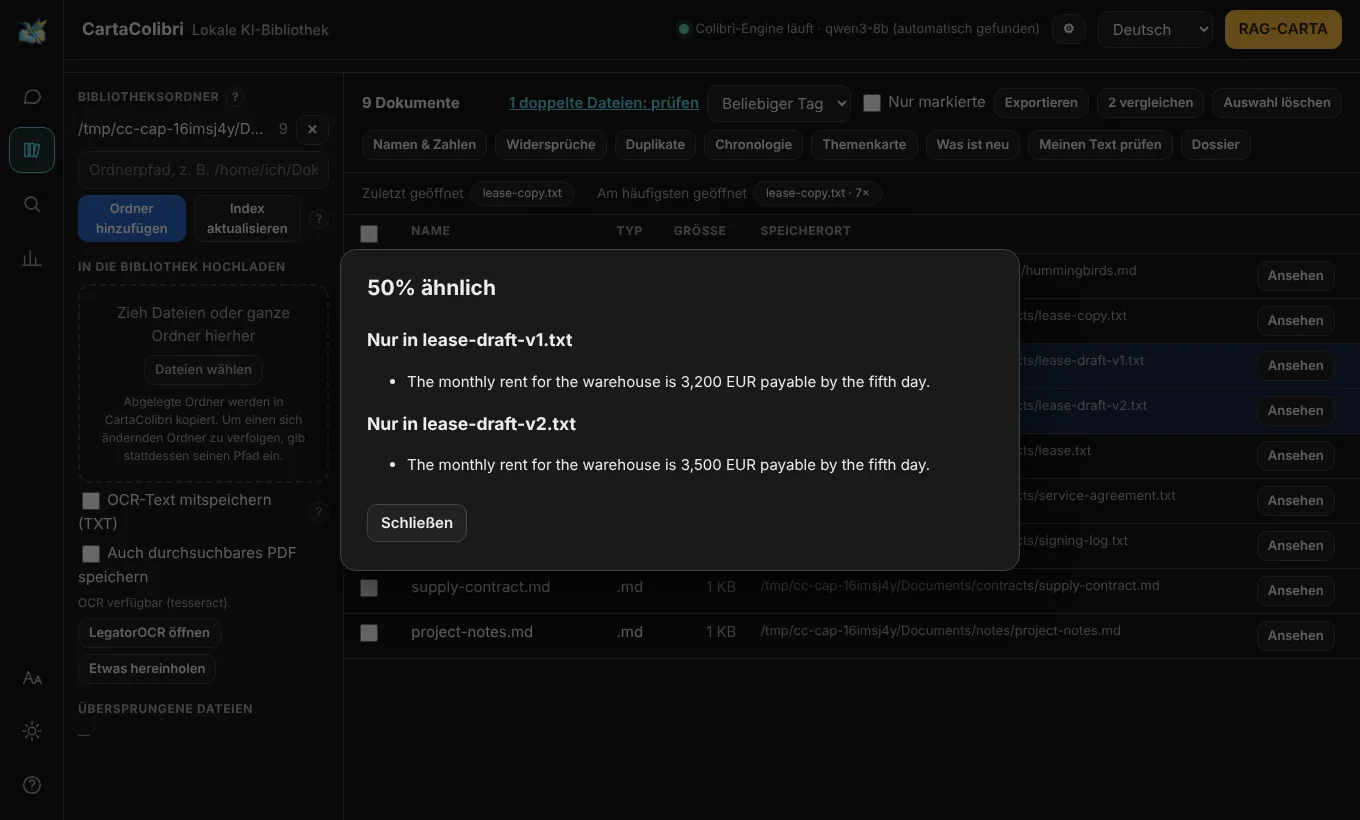 CartaColibri Lokale KI-Bibliothek
Colibri-Engine läuft · qwen3-8b (automatisch gefunden)
Deutsch
RAG-CARTA
BIBLIOTHEKSORDNER ?
/tmp/cc-cap-16imsj4y/D... 9 ×
Ordnerpfad, z. B. /home/ich/Dok
Ordner
hinzufügen
Index
aktualisieren
?
IN DIE BIBLIOTHEK HOCHLADEN
Zieh Dateien oder ganze
Ordner hierher
Dateien wählen
Abgelegte Ordner werden in
CartaColibri kopiert. Um einen sich
ändernden Ordner zu verfolgen, gib
stattdessen seinen Pfad ein.
OCR-Text mitspeichern
(TXT)
?
Auch durchsuchbares PDF
speichern
OCR verfügbar (tesseract).
LegatorOCR öffnen
Etwas hereinholen
ÜBERSPRUNGENE DATEIEN
—
9 Dokumente
1 doppelte Dateien: prüfen
Beliebiger Tag
Nur markierte
Exportieren
2 vergleichen
Auswahl löschen
Namen & Zahlen
Widersprüche
Duplikate
Chronologie
Themenkarte
Was ist neu
Meinen Text prüfen
Dossier
Zuletzt geöffnet lease-copy.txt Am häufigsten geöffnet lease-copy.txt · 7×
NAME TYP GRÖSSE SPEICHERORT
/hummingbirds.md Ansehen
cts/lease-copy.txt Ansehen
cts/lease-draft-v1.txt Ansehen
cts/lease-draft-v2.txt Ansehen
cts/lease.txt Ansehen
cts/service-agreement.txt Ansehen
cts/signing-log.txt Ansehen
supply-contract.md .md 1 KB /tmp/cc-cap-16imsj4y/Documents/contracts/supply-contract.md Ansehen
project-notes.md .md 1 KB /tmp/cc-cap-16imsj4y/Documents/notes/project-notes.md Ansehen
50% ähnlich
Nur in lease-draft-v1.txt
• The monthly rent for the warehouse is 3,200 EUR payable by the fifth day.
Nur in lease-draft-v2.txt
• The monthly rent for the warehouse is 3,500 EUR payable by the fifth day.
Schließen
AA
?